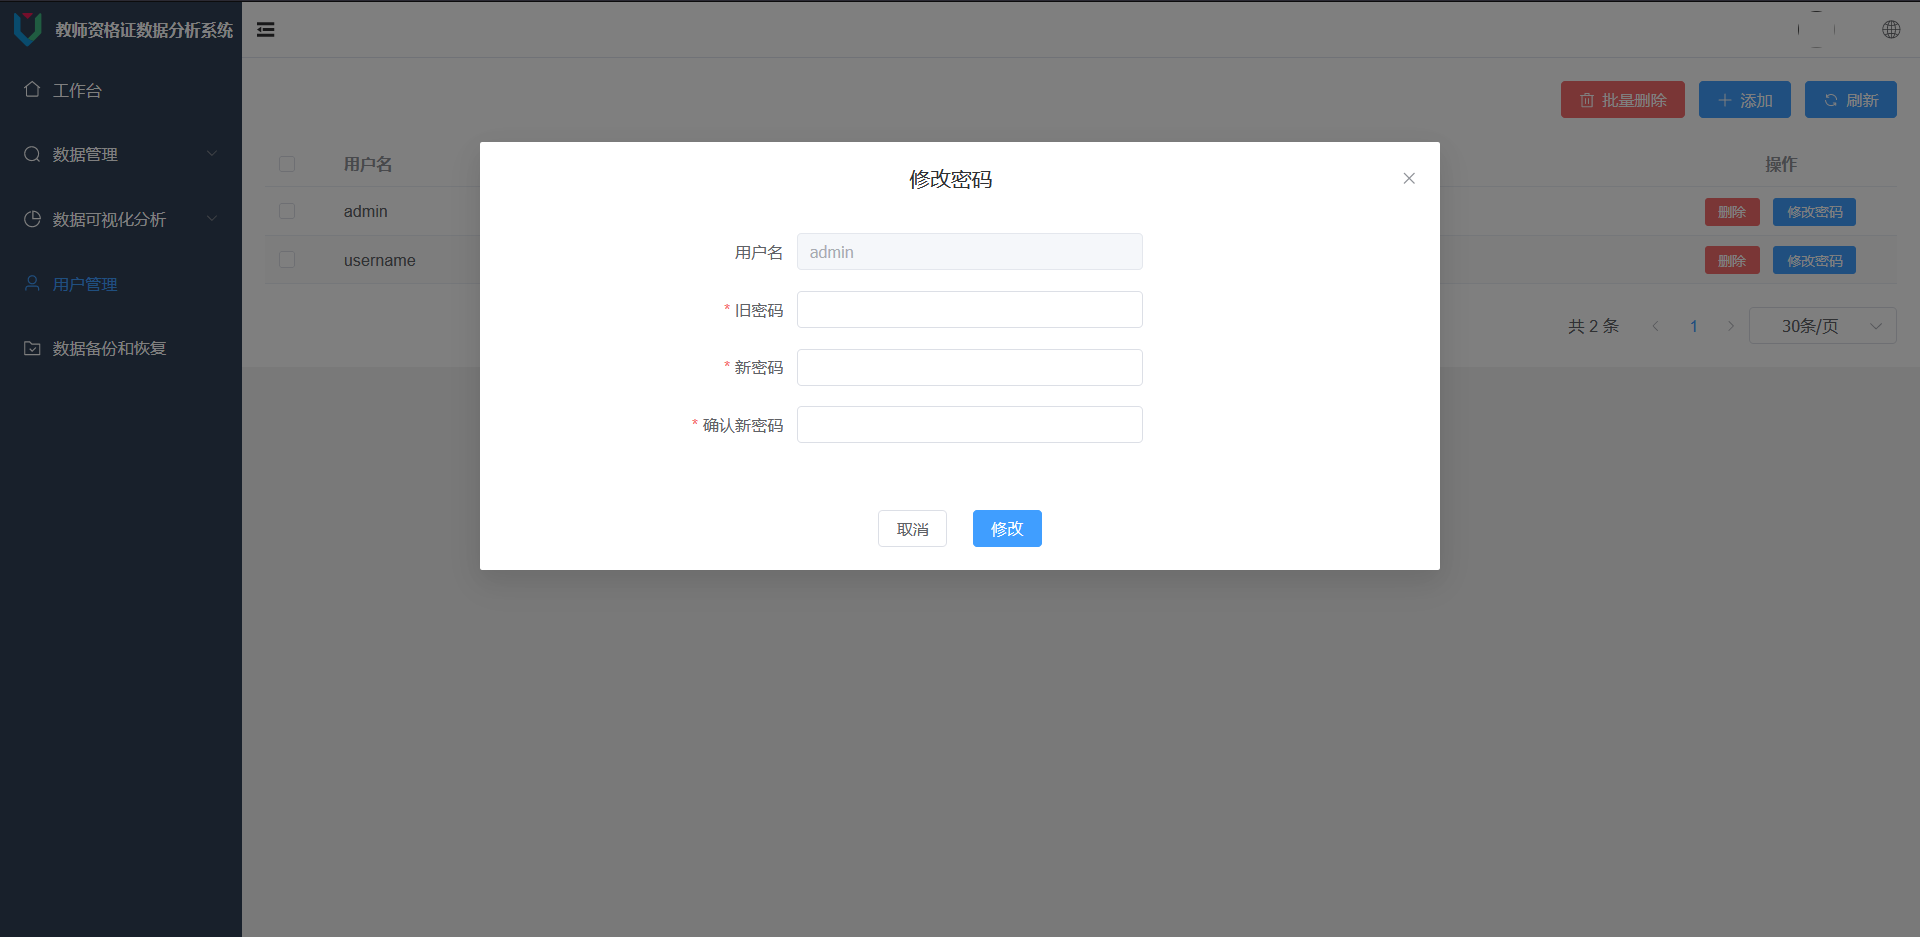 教师资格证数据分析系统
工作台
数据管理
数据可视化分析
用户管理
数据备份和恢复
批量删除 添加 刷新
用户名 操作
admin 删除 修改密码
username 删除 修改密码
共 2 条 1 30条/页
修改密码
用户名 admin
* 旧密码
* 新密码
* 确认新密码
取消 修改